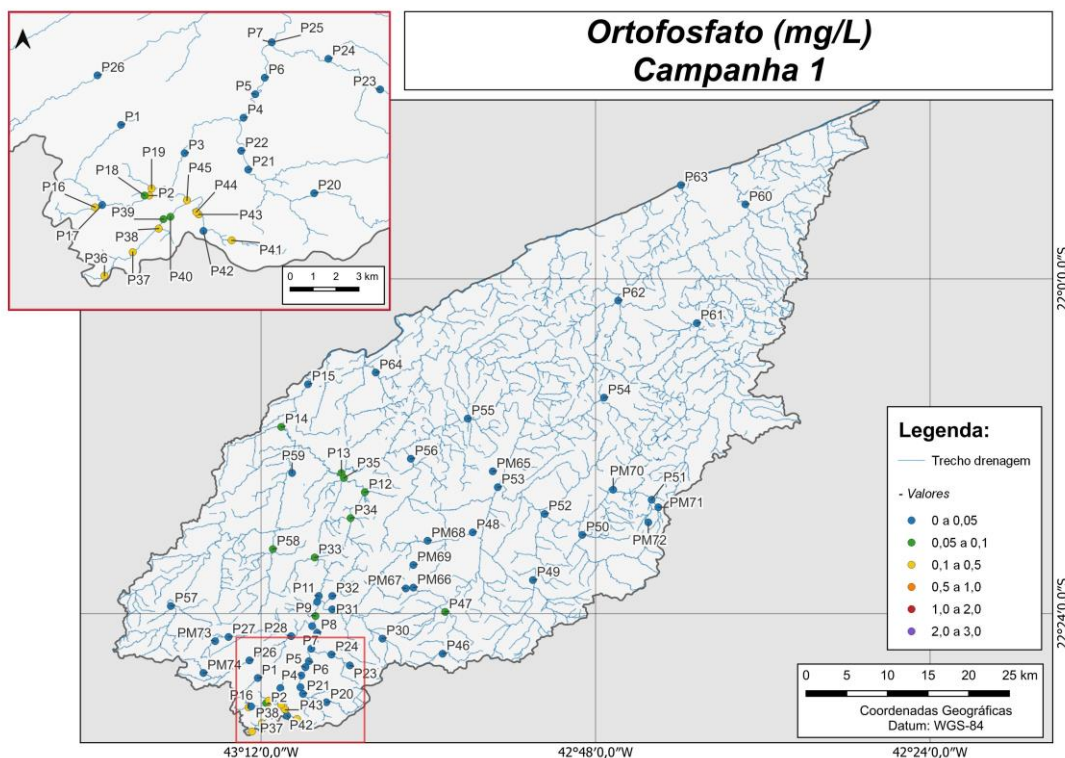 Ortofosfato (mg/L)
Campanha 1
P7
P25
P24
P26
P6
P23
P5
P1
P4
P3
P22
P19
P21
P18
P45
P16
P2
P44
P20
P39
P43
P17
P38
P41
P36
P42
P37
P40
0 1 2 3 km
P63
P60
22°0'0,0"S
P62
P61
P64
P15
P54
P55
P14
P13
P35
P56
P59
PM65
PM70
P51
P12
P53
PM71
P34
P52
P48
P50
PM72
PM68
P58
P33
PM69
P49
PM67
PM66
P11
P32
P57
P9
P31
P47
22°24'0,0"S
P8
PM73
P27
P28
P30
P7
P24
P46
P26
P5
PM74
P6
P23
P1
P4
P21
P16
P2
P20
P38
P43
P37
P42
Legenda:
Trecho drenagem
- Valores
0 a 0,05
0,05 a 0,1
0,1 a 0,5
0,5 a 1,0
1,0 a 2,0
2,0 a 3,0
0 5 10 15 20 25 km
Coordenadas Geográficas
Datum: WGS-84
43°12'0,0"W 42°48'0,0"W 42°24'0,0"W